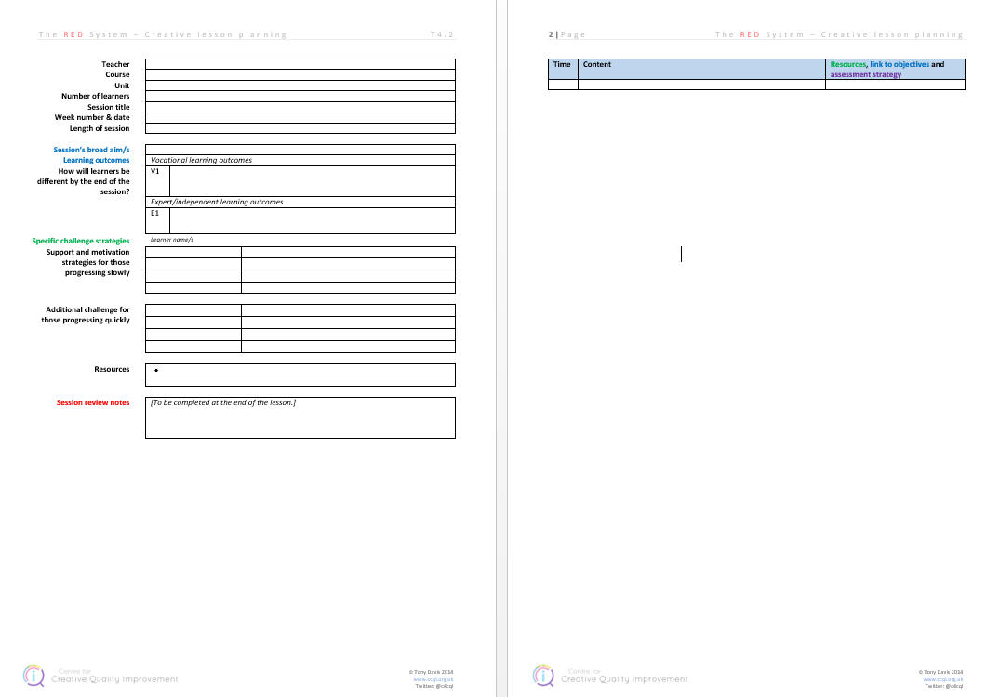 The RED System – Creative lesson planning T4.2
Teacher
Course
Unit
Number of learners
Session title
Week number & date
Length of session
Session's broad aim/s
Learning outcomes
Vocational learning outcomes
How will learners be
different by the end of the
session?
V1
Expert/independent learning outcomes
E1
Specific challenge strategies
Learner name/s
Support and motivation
strategies for those
progressing slowly
Additional challenge for
those progressing quickly
Resources
•
Session review notes
[To be completed at the end of the lesson.]
Centre for
Creative Quality Improvement
© Tony Davis 2014
www.ccqi.org.uk
2 | Page The RED System – Creative lesson planning
Time Content Resources, link to objectives and
assessment strategy
Centre for
Creative Quality Improvement
© Tony Davis 2014
www.ccqi.org.uk